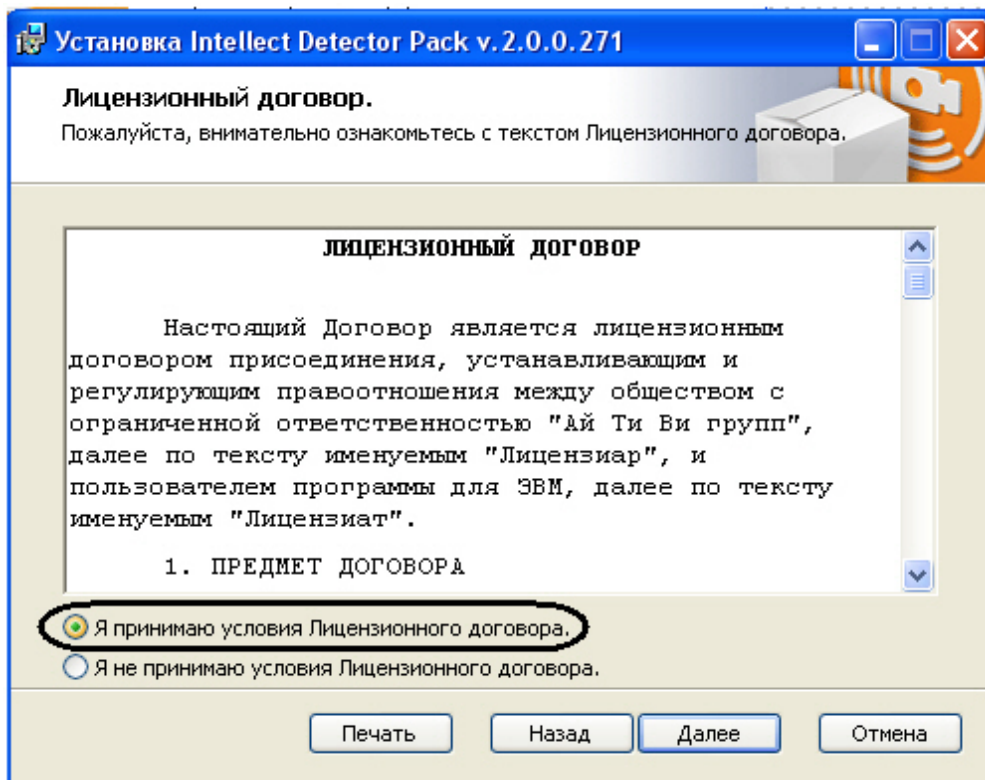 Установка Intellect Detector Pack v.2.0.0.271
Лицензионный договор.
Пожалуйста, внимательно ознакомьтесь с текстом Лицензионного договора.
ЛИЦЕНЗИОННЫЙ ДОГОВОР
Настоящий Договор является лицензионным
договором присоединения, устанавливающим и
регулирующим правоотношения между обществом с
ограниченной ответственностью "Ай Ти Ви групп",
далее по тексту именуемым "Лицензиар", и
пользователем программы для ЭВМ, далее по тексту
именуемым "Лицензиат".
1. ПРЕДМЕТ ДОГОВОРА
Я принимаю условия Лицензионного договора.
Я не принимаю условия Лицензионного договора.
Печать Назад Далее Отмена